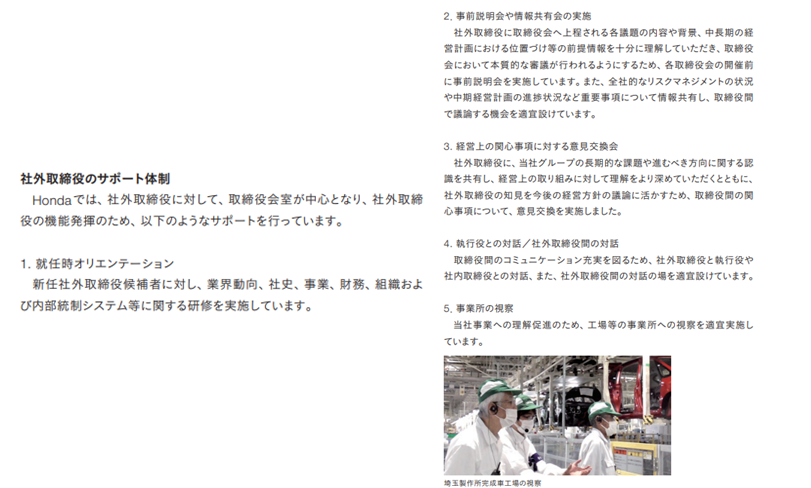 社外取締役のサポート体制
Hondaでは、社外取締役に対して、取締役会室が中心となり、社外取締
役の機能発揮のため、以下のようなサポートを行っています。
1. 就任時オリエンテーション
新任社外取締役候補者に対し、業界動向、社史、事業、財務、組織およ
び内部統制システム等に関する研修を実施しています。
2. 事前説明会や情報共有会の実施
社外取締役に取締役会へ上程される各議題の内容や背景、中長期の経
営計画における位置づけ等の前提情報を十分に理解していただき、取締役
会において本質的な審議が行われるようにするため、各取締役会の開催前
に事前説明会を実施しています。また、全社的なリスクマネジメントの状況
や中期経営計画の進捗状況など重要事項について情報共有し、取締役間
で議論する機会を適宜設けています。
3. 経営上の関心事項に対する意見交換会
社外取締役に、当社グループの長期的な課題や進むべき方向に関する認
識を共有し、経営上の取り組みに対して理解をより深めていただくとともに、
社外取締役の知見を今後の経営方針の議論に活かすため、取締役間の関
心事項について、意見交換を実施しました。
4. 執行役との対話／社外取締役間の対話
取締役間のコミュニケーション充実を図るため、社外取締役と執行役や
社内取締役との対話、また、社外取締役間の対話の場を適宜設けています。
5. 事業所の視察
当社事業への理解促進のため、工場等の事業所への視察を適宜実施し
ています。
埼玉製作所完成車工場の視察